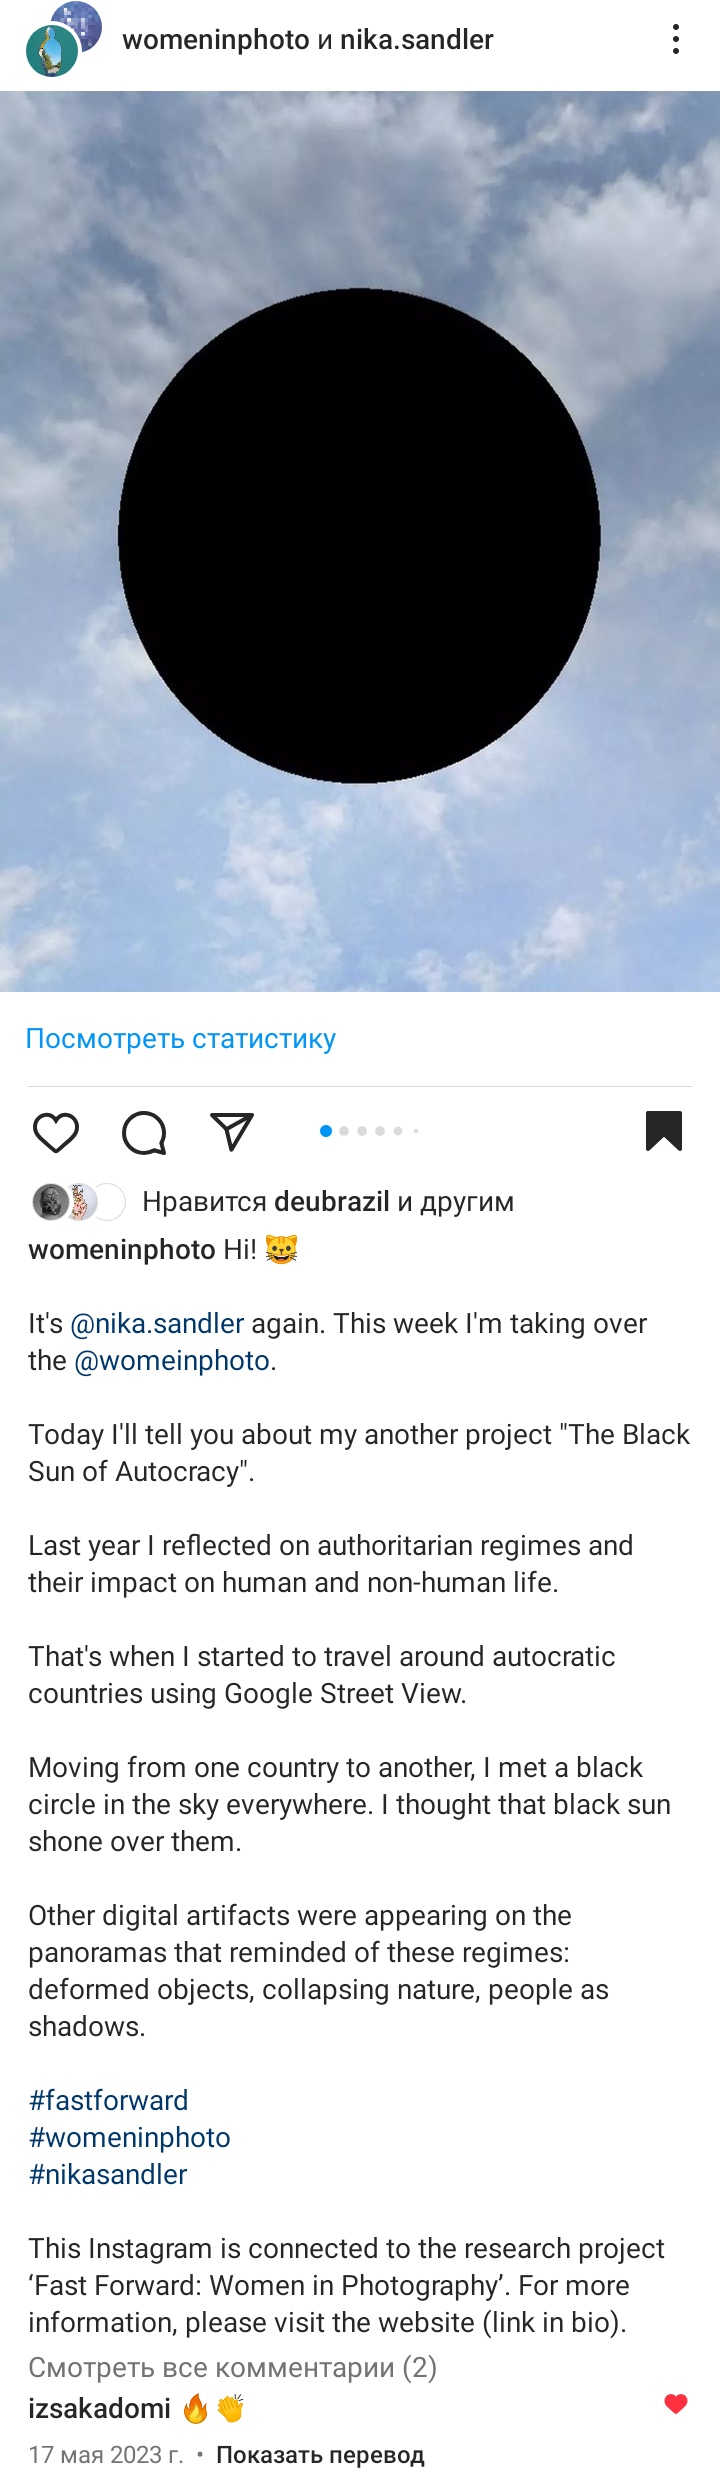 womeninphoto и nika.sandler
Посмотреть статистику
Нравится deubrazil и другим
womeninphoto Hi! 😺
It's @nika.sandler again. This week I'm taking over
the @womeinphoto.
Today I'll tell you about my another project "The Black
Sun of Autocracy".
Last year I reflected on authoritarian regimes and
their impact on human and non-human life.
That's when I started to travel around autocratic
countries using Google Street View.
Moving from one country to another, I met a black
circle in the sky everywhere. I thought that black sun
shone over them.
Other digital artifacts were appearing on the
panoramas that reminded of these regimes:
deformed objects, collapsing nature, people as
shadows.
#fastforward
#womeninphoto
#nikasandler
This Instagram is connected to the research project
‘Fast Forward: Women in Photography’. For more
information, please visit the website (link in bio).
Смотреть все комментарии (2)
izsakadomi 🔥👏
17 мая 2023 г. • Показать перевод